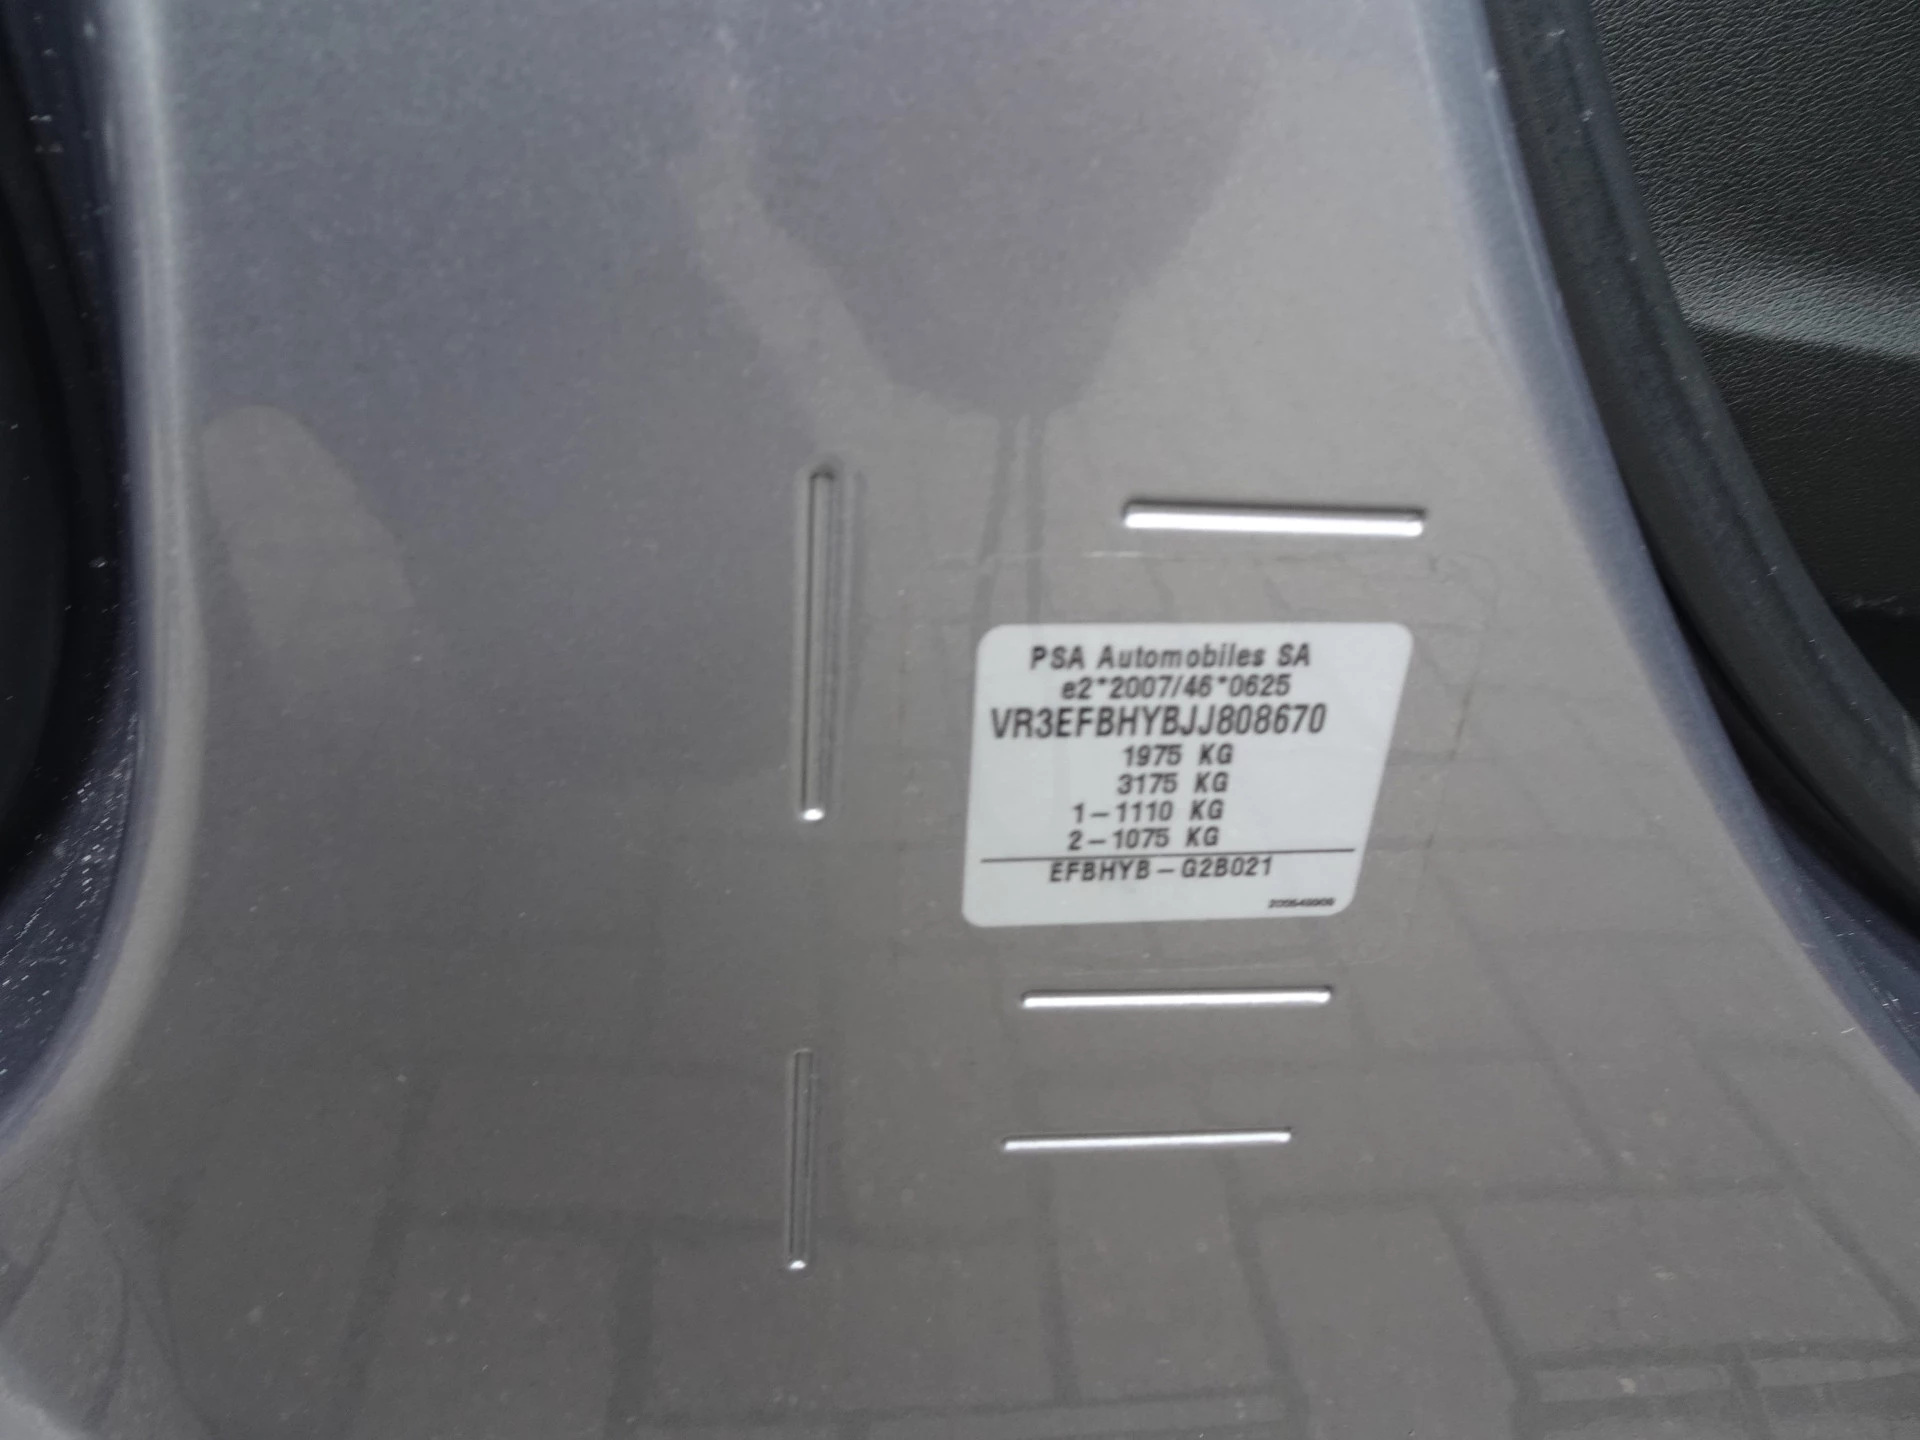 PSA Automobiles SA
e2*2007/46*0625
VR3EFBHYBJJ808670
1975 KG
3175 KG
1-1110 KG
2-1075 KG
EFBHYB-G2B021